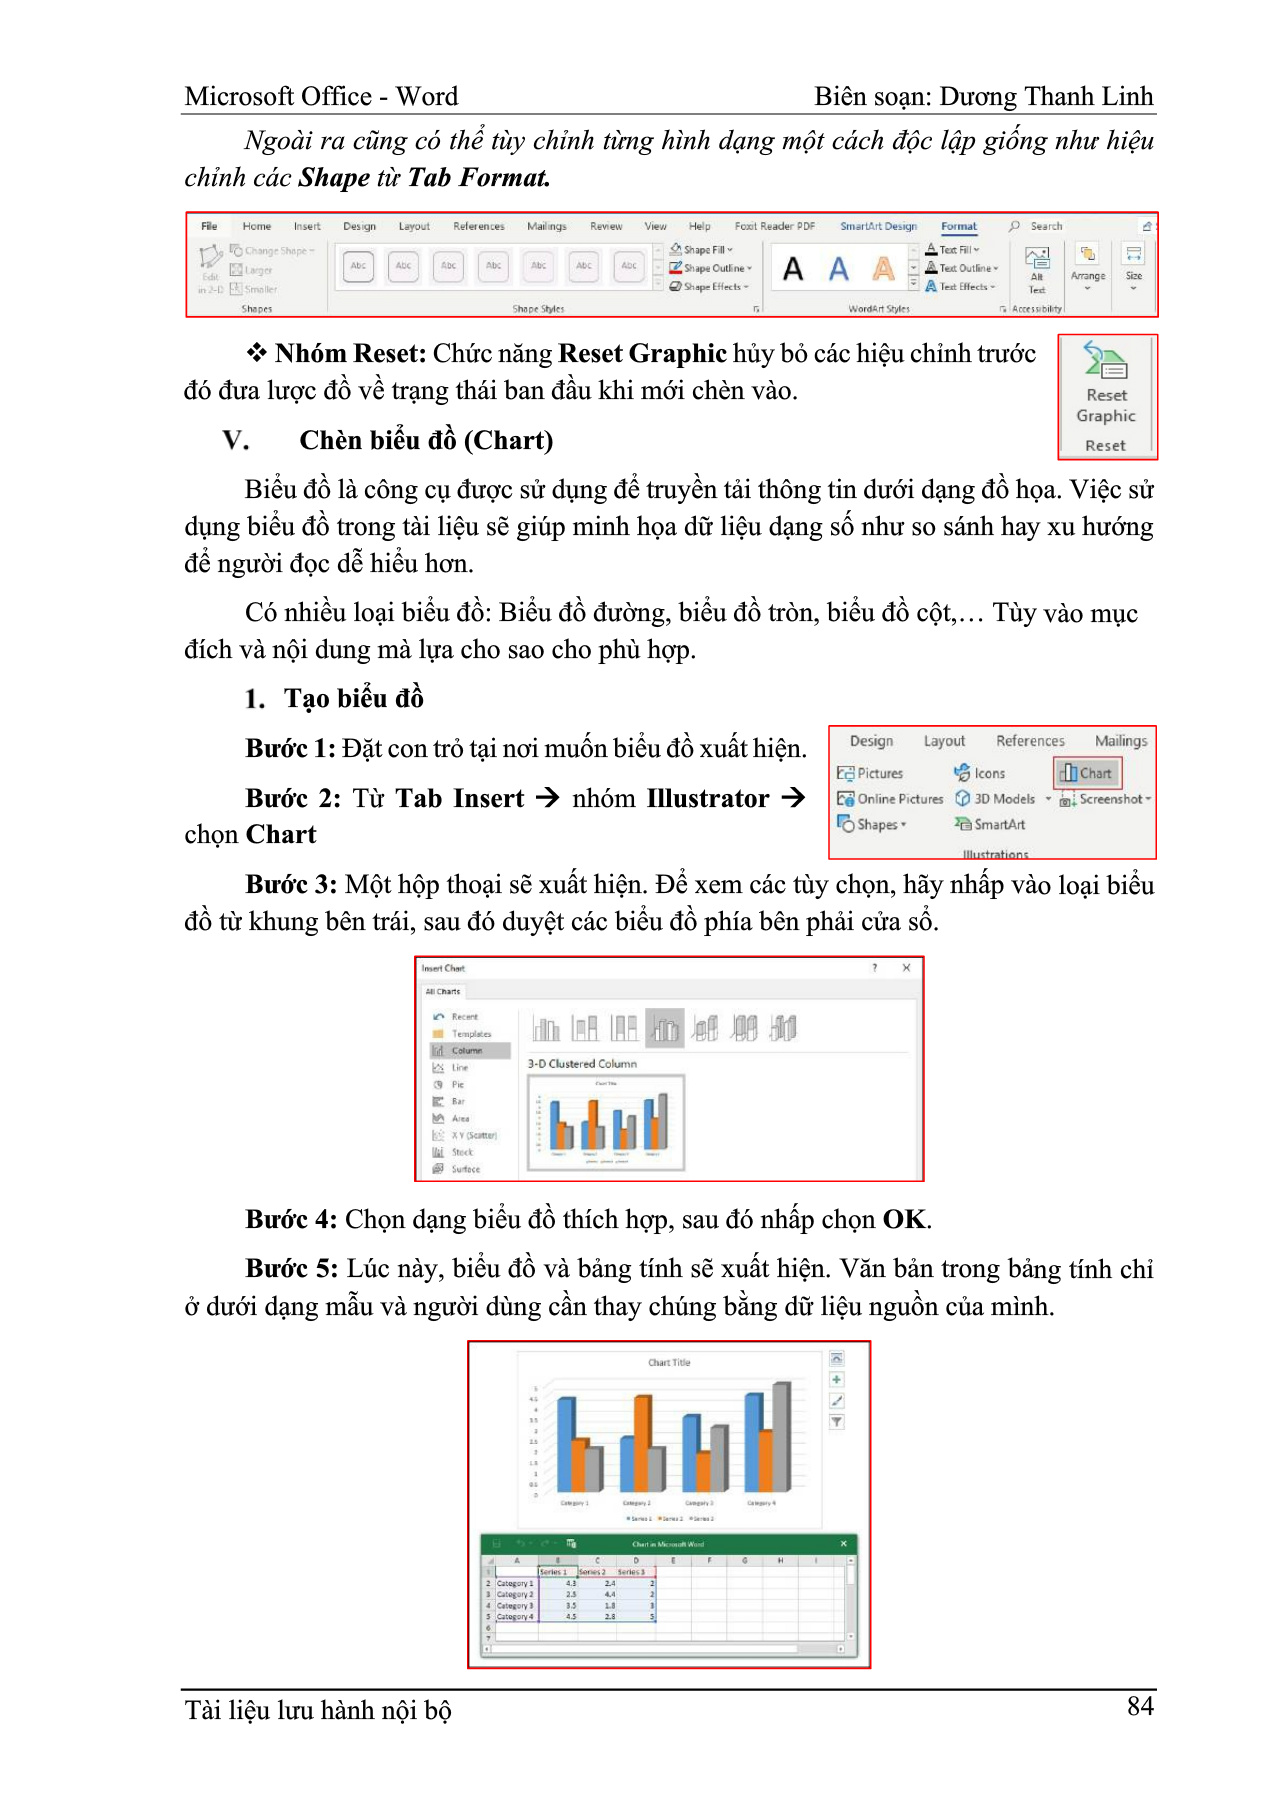 Microsoft Office - Word
Biên soạn: Dương Thanh Linh
Ngoài ra cũng có thể tùy chỉnh từng hình dạng một cách độc lập giống như hiệu
chỉnh các Shape từ Tab Format.
File Home Insert Design Layout References Mailings Review View Help Foxit Reader PDF SmartArt Design Format Search
Change Shape
Larger
Smaller
Edit
in 2-D
Shapes
Abc Abc Abc Abc Abc Abc Abc
Shape Fill
Shape Outline
Shape Effects
Shape Styles
A A A
Text Fill
Text Outline
Text Effects
WordArt Styles
Alt
Text
Accessibility
Arrange
Size
❖ Nhóm Reset: Chức năng Reset Graphic hủy bỏ các hiệu chỉnh trước
đó đưa lược đồ về trạng thái ban đầu khi mới chèn vào.
Reset
Graphic
Reset
V. Chèn biểu đồ (Chart)
Biểu đồ là công cụ được sử dụng để truyền tải thông tin dưới dạng đồ họa. Việc sử
dụng biểu đồ trong tài liệu sẽ giúp minh họa dữ liệu dạng số như so sánh hay xu hướng
để người đọc dễ hiểu hơn.
Có nhiều loại biểu đồ: Biểu đồ đường, biểu đồ tròn, biểu đồ cột,… Tùy vào mục
đích và nội dung mà lựa cho sao cho phù hợp.
1. Tạo biểu đồ
Bước 1: Đặt con trỏ tại nơi muốn biểu đồ xuất hiện.
Bước 2: Từ Tab Insert → nhóm Illustrator →
chọn Chart
Design Layout References Mailings
Pictures Icons Chart
Online Pictures 3D Models Screenshot
Shapes SmartArt
Illustrations
Bước 3: Một hộp thoại sẽ xuất hiện. Để xem các tùy chọn, hãy nhấp vào loại biểu
đồ từ khung bên trái, sau đó duyệt các biểu đồ phía bên phải cửa sổ.
Insert Chart ? X
All Charts
Recent
Templates
Column
Line
Pie
Bar
Area
X Y (Scatter)
Stock
Surface
3-D Clustered Column
Chart Title
Bước 4: Chọn dạng biểu đồ thích hợp, sau đó nhấp chọn OK.
Bước 5: Lúc này, biểu đồ và bảng tính sẽ xuất hiện. Văn bản trong bảng tính chỉ
ở dưới dạng mẫu và người dùng cần thay chúng bằng dữ liệu nguồn của mình.
Chart Title
5
4.5
4
3.5
3
2.5
2
1.5
1
0.5
0
Category 1 Category 2 Category 3 Category 4
Series 1 Series 2 Series 3
Chart in Microsoft Word
A B C D E F G H I
1 Series 1 Series 2 Series 3
2 Category 1 4.3 2.4 2
3 Category 2 2.5 4.4 2
4 Category 3 3.5 1.8 3
5 Category 4 4.5 2.8 5
6
7
Tài liệu lưu hành nội bộ
84